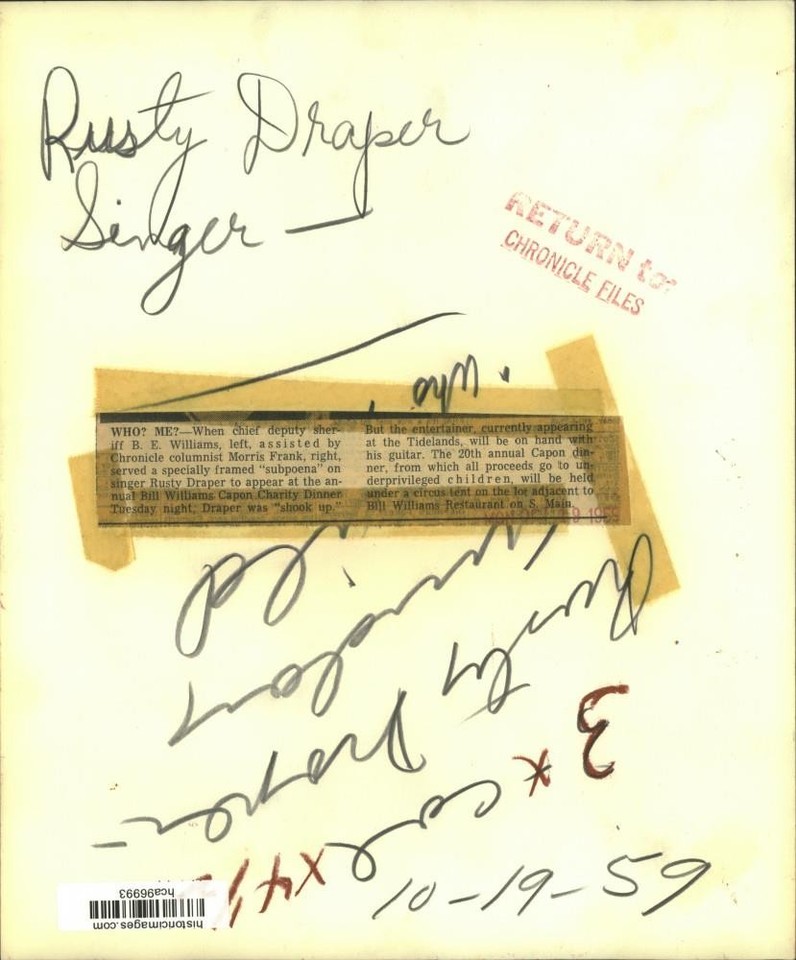 Rusty Draper
Singer —
RETURN to:
CHRONICLE FILES
WHO? ME?—When chief deputy sher-
iff B. E. Williams, left, assisted by
Chronicle columnist Morris Frank, right,
served a specially framed "subpoena" on
singer Rusty Draper to appear at the an-
nual Bill Williams Capon Charity Dinner
Tuesday night, Draper was "shook up."
But the entertainer, currently appearing
at the Tidelands, will be on hand with
his guitar. The 20th annual Capon din-
ner, from which all proceeds go to un-
derprivileged children, will be held
under a circus tent on the lot adjacent to
Bill Williams Restaurant on S. Main.
Rusty
Draper —
3
10-19-59
historicimages.com
hca96993